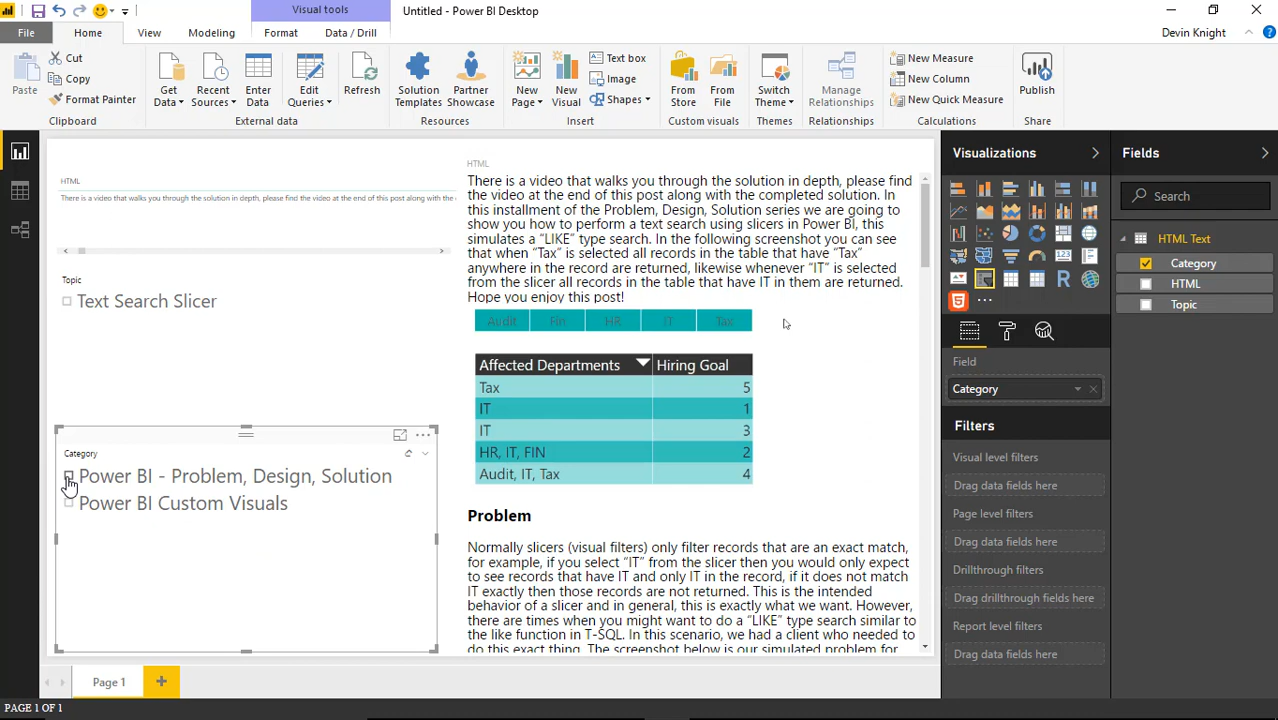 Visual tools
Untitled - Power BI Desktop
File
Home
View
Modeling
Format
Data / Drill
Devin Knight
Paste
Cut
Copy
Format Painter
Clipboard
Get Data
Recent Sources
Enter Data
Edit Queries
Refresh
External data
Solution Templates
Partner Showcase
Resources
New Page
New Visual
Text box
Image
Shapes
Insert
From Store
From File
Custom visuals
Switch Theme
Themes
Manage Relationships
Relationships
New Measure
New Column
New Quick Measure
Calculations
Publish
Share
HTML
There is a video that walks you through the solution in depth, please find the video at the end of this post along with the co
Topic
Text Search Slicer
Category
Power BI - Problem, Design, Solution
Power BI Custom Visuals
HTML
There is a video that walks you through the solution in depth, please find
the video at the end of this post along with the completed solution. In
this installment of the Problem, Design, Solution series we are going to
show you how to perform a text search using slicers in Power BI, this
simulates a “LIKE” type search. In the following screenshot you can see
that when “Tax” is selected all records in the table that have “Tax”
anywhere in the record are returned, likewise whenever “IT” is selected
from the slicer all records in the table that have IT in them are returned.
Hope you enjoy this post!
Audit Fin HR IT Tax
Affected Departments Hiring Goal
Tax 5
IT 1
IT 3
HR, IT, FIN 2
Audit, IT, Tax 4
Problem
Normally slicers (visual filters) only filter records that are an exact match,
for example, if you select “IT” from the slicer then you would only expect
to see records that have IT and only IT in the record, if it does not match
IT exactly then those records are not returned. This is the intended
behavior of a slicer and in general, this is exactly what we want. However,
there are times when you might want to do a “LIKE” type search similar to
the like function in T-SQL. In this scenario, we had a client who needed to
do this exact thing. The screenshot below is our simulated problem for
Visualizations
R
Field
Category
Filters
Visual level filters
Drag data fields here
Page level filters
Drag data fields here
Drillthrough filters
Drag drillthrough fields here
Report level filters
Drag data fields here
Fields
Search
HTML Text
Category
HTML
Topic
Page 1
PAGE 1 OF 1